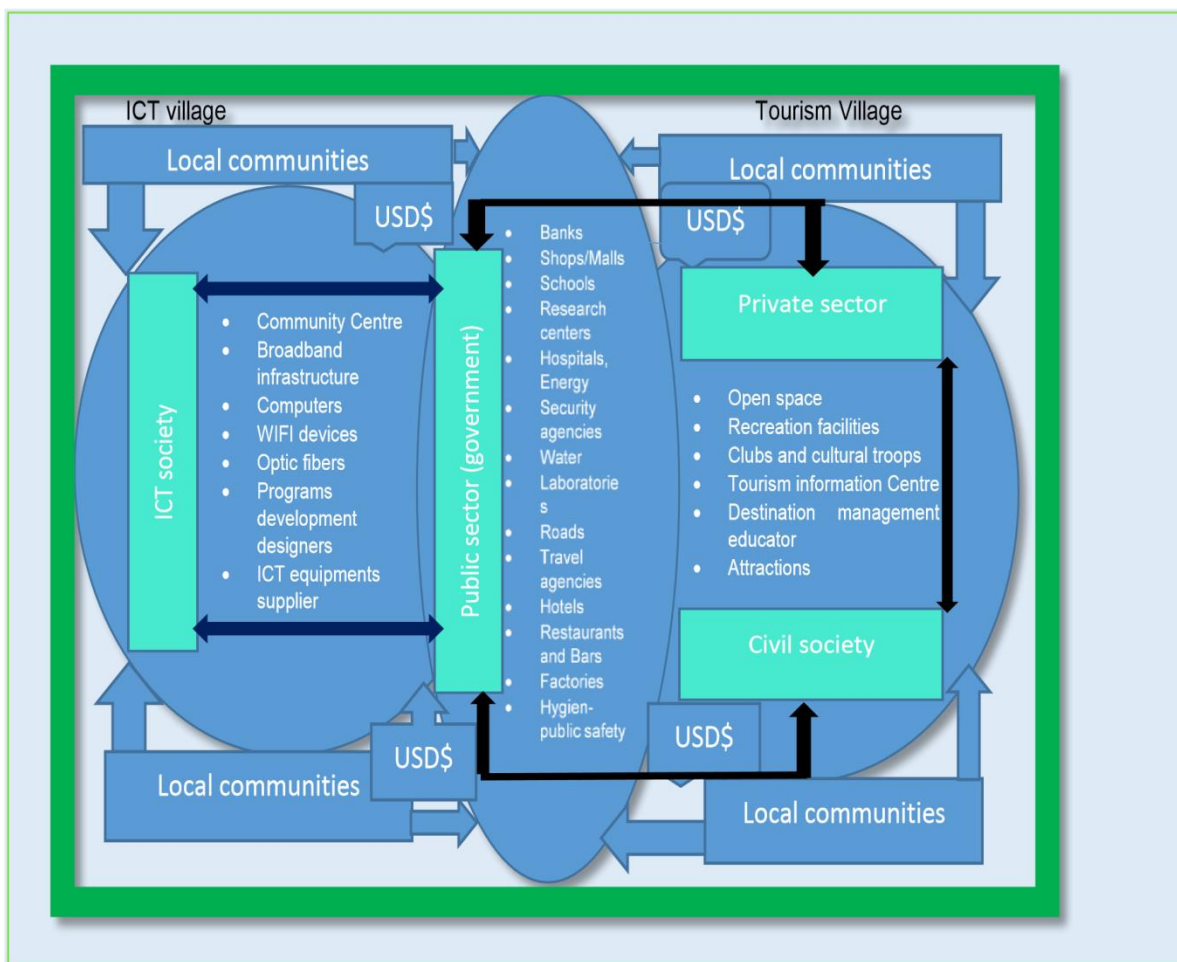 ICT village
Tourism Village
Local communities
Local communities
USD$
USD$
ICT society
• Community Centre
• Broadband
infrastructure
• Computers
• WIFI devices
• Optic fibers
• Programs
development
designers
• ICT equipments
supplier
Public sector (government)
• Banks
• Shops/Malls
• Schools
• Research
centers
• Hospitals,
Energy
• Security
agencies
• Water
• Laboratorie
s
• Roads
• Travel
agencies
• Hotels
• Restaurants
and Bars
• Factories
• Hygien-
public safety
Private sector
• Open space
• Recreation facilities
• Clubs and cultural troops
• Tourism information Centre
• Destination management
educator
• Attractions
Civil society
USD$
USD$
Local communities
Local communities